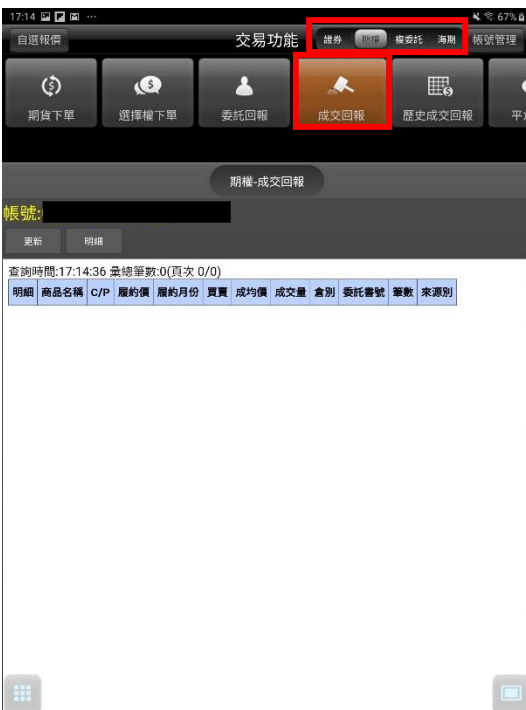 17:14 ... 67%
自選報價 交易功能 證券 期權 複委託 海期 帳號管理
期貨下單 選擇權下單 委託回報 成交回報 歷史成交回報 平
期權-成交回報
帳號:
更新 明細
查詢時間:17:14:36 彙總筆數:0(頁次 0/0)
明細 商品名稱 C/P 履約價 履約月份 買賣 成均價 成交量 倉別 委託書號 筆數 來源別